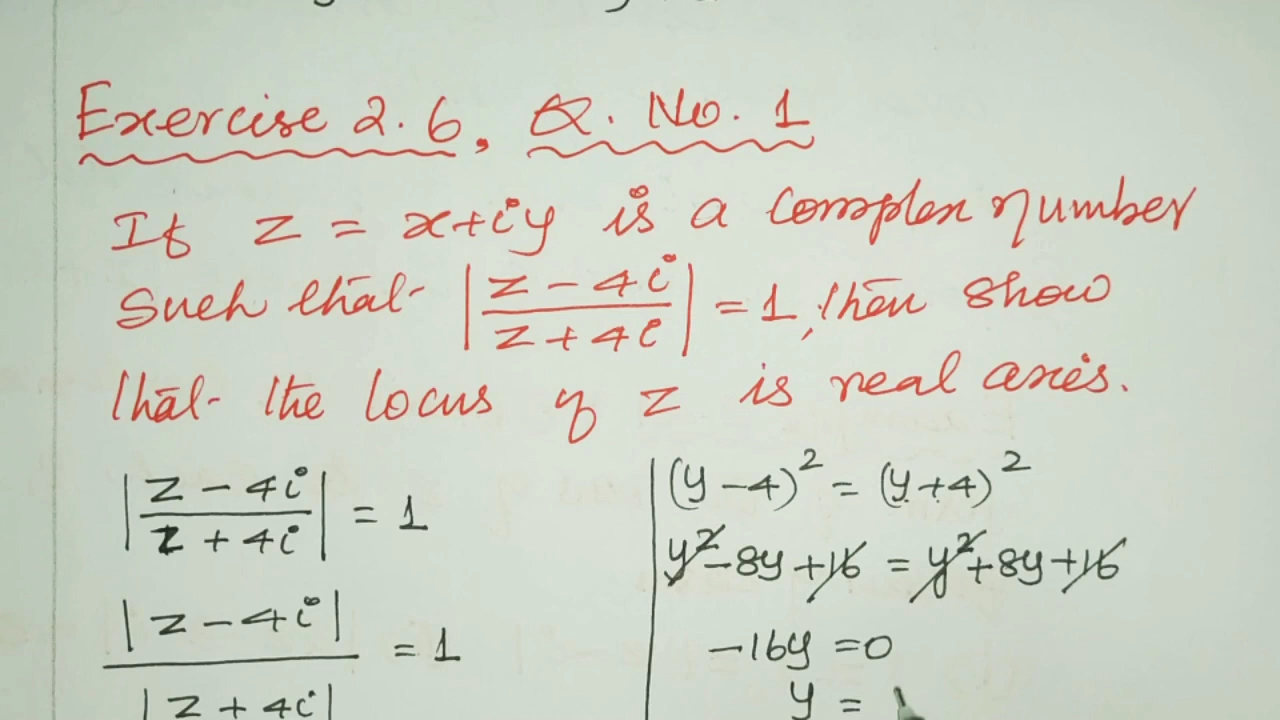 Exercise 2.6, Q. No. 1
If z = x+iy is a complex number
Such that |z - 4i / z + 4i| = 1, then show
that the locus of z is real axis.
|z - 4i / z + 4i| = 1
|z - 4i| / |z + 4i| = 1
(y - 4)² = (y + 4)²
y² - 8y + 16 = y² + 8y + 16
-16y = 0
y =